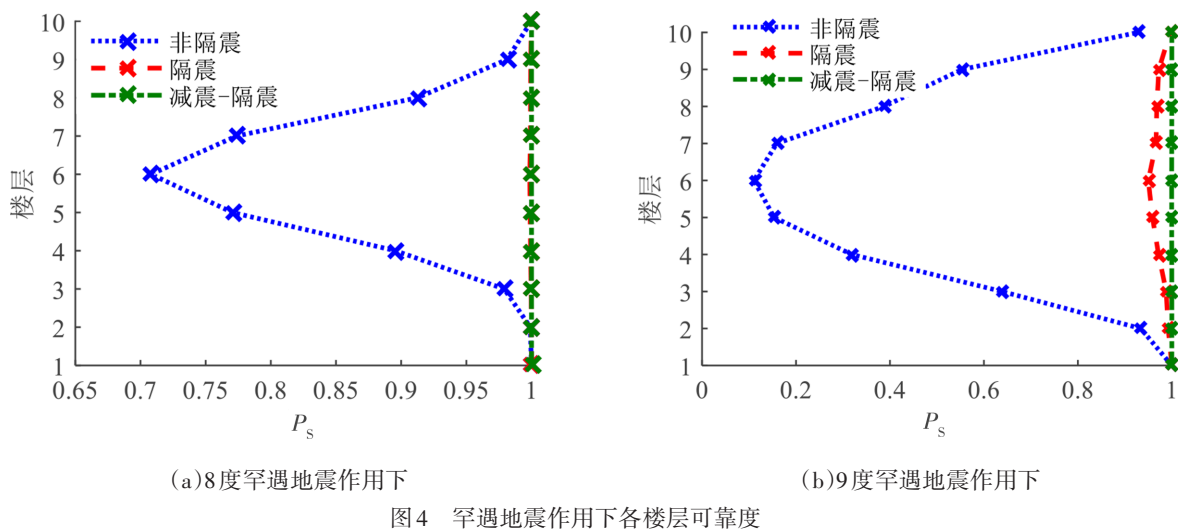 10
9
8
7
6
5
4
3
2
1
楼层
非隔震
隔震
减震-隔震
0.65 0.7 0.75 0.8 0.85 0.9 0.95 1
Ps
(a)8度罕遇地震作用下
10
9
8
7
6
5
4
3
2
1
楼层
非隔震
隔震
减震-隔震
0 0.2 0.4 0.6 0.8 1
Ps
(b)9度罕遇地震作用下
图4 罕遇地震作用下各楼层可靠度